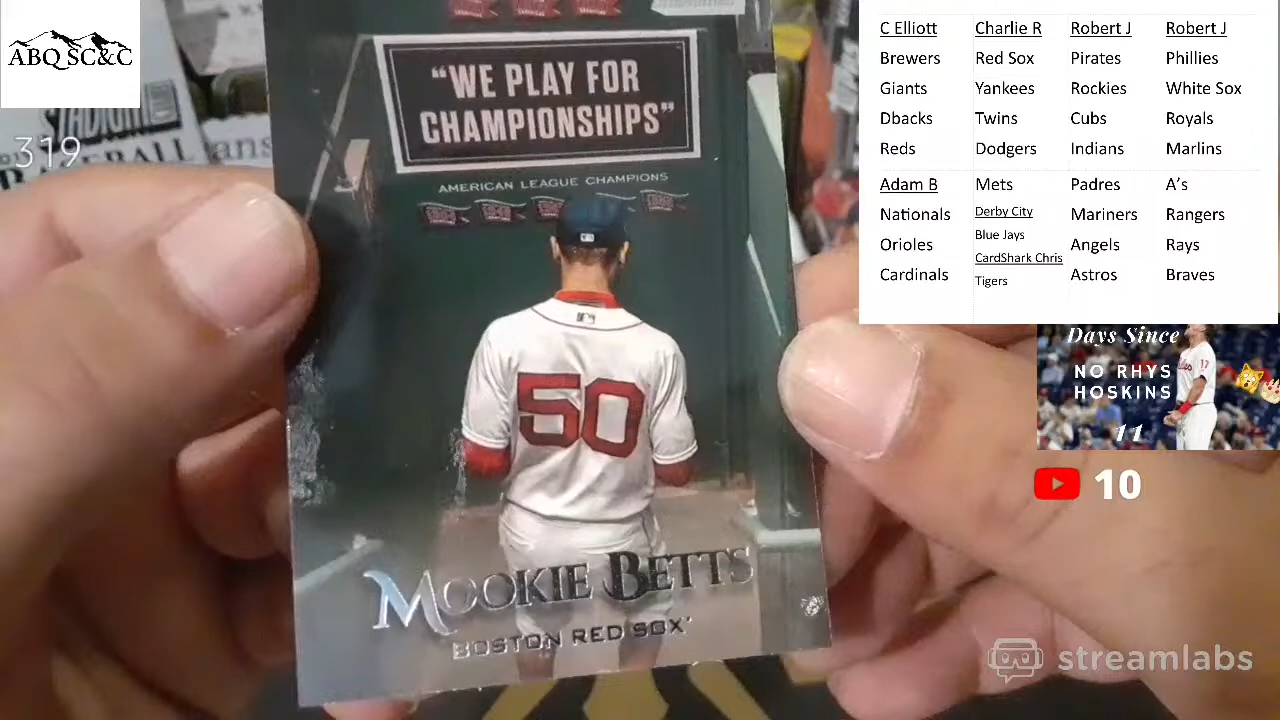 ABQ SC&C
319
"WE PLAY FOR
CHAMPIONSHIPS"
AMERICAN LEAGUE CHAMPIONS
50
MOOKIE BETTS
BOSTON RED SOX
C Elliott
Brewers
Giants
Dbacks
Reds
Adam B
Nationals
Orioles
Cardinals
Charlie R
Red Sox
Yankees
Twins
Dodgers
Mets
Derby City
Blue Jays
CardShark Chris
Tigers
Robert J
Pirates
Rockies
Cubs
Indians
Padres
Mariners
Angels
Astros
Robert J
Phillies
White Sox
Royals
Marlins
A's
Rangers
Rays
Braves
Days Since
NO RHYS
HOSKINS
11
10
streamlabs